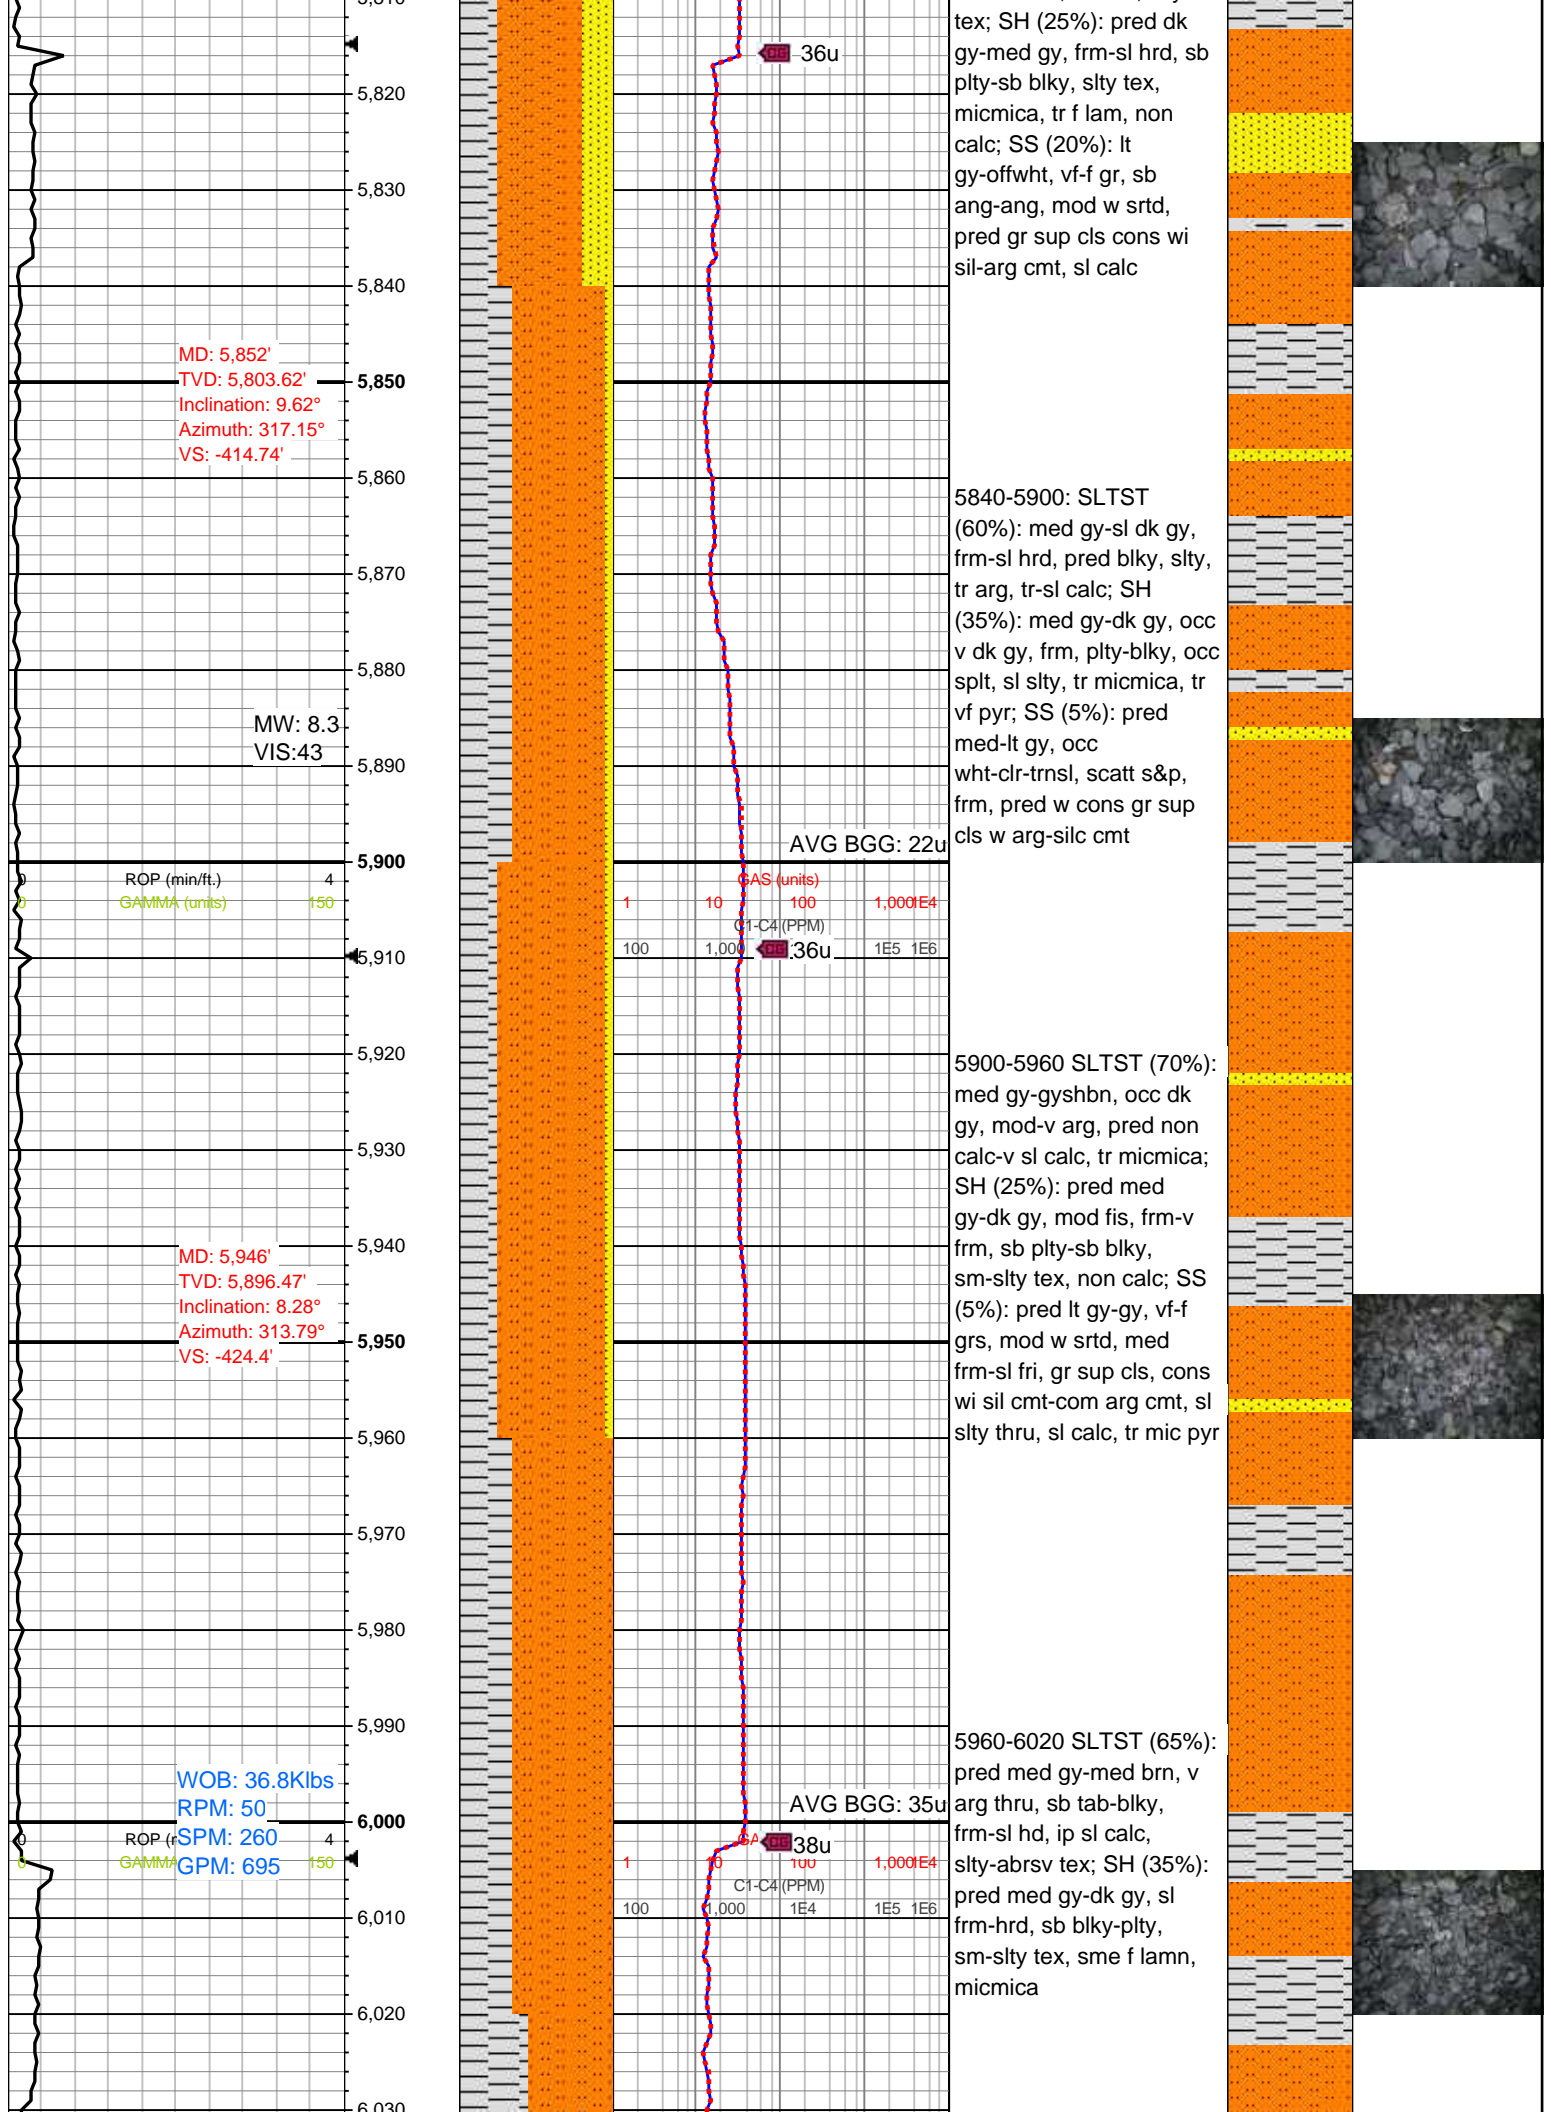 tex; SH (25%): pred dk
gy-med gy, frm-sl hrd, sb
plty-sb blky, slty tex,
micmica, tr f lam, non
calc; SS (20%): lt
gy-offwht, vf-f gr, sb
ang-ang, mod w srtd,
pred gr sup cls cons wi
sil-arg cmt, sl calc
CG 36u
5,820
5,830
5,840
MD: 5,852'
TVD: 5,803.62'
Inclination: 9.62°
Azimuth: 317.15°
VS: -414.74'
5,850
5,860
5840-5900: SLTST
(60%): med gy-sl dk gy,
frm-sl hrd, pred blky, slty,
tr arg, tr-sl calc; SH
(35%): med gy-dk gy, occ
v dk gy, frm, plty-blky, occ
splt, sl slty, tr micmica, tr
vf pyr; SS (5%): pred
med-lt gy, occ
wht-clr-trnsl, scatt s&p,
frm, pred w cons gr sup
cls w arg-silc cmt
5,870
5,880
MW: 8.3
VIS:43
5,890
AVG BGG: 22u
5,900
0 ROP (min/ft.) 4
0 GAMMA (units) 150
GAS (units)
1 10 100 1,000 1E4
C1-C4 (PPM)
100 1,000 1E5 1E6
CG 36u
5,910
5,920
5900-5960 SLTST (70%):
med gy-gyshbn, occ dk
gy, mod-v arg, pred non
calc-v sl calc, tr micmica;
SH (25%): pred med
gy-dk gy, mod fis, frm-v
frm, sb plty-sb blky,
sm-slty tex, non calc; SS
(5%): pred lt gy-gy, vf-f
grs, mod w srtd, med
frm-sl fri, gr sup cls, cons
wi sil cmt-com arg cmt, sl
slty thru, sl calc, tr mic pyr
5,930
5,940
MD: 5,946'
TVD: 5,896.47'
Inclination: 8.28°
Azimuth: 313.79°
VS: -424.4'
5,950
5,960
5,970
5,980
5,990
5960-6020 SLTST (65%):
pred med gy-med brn, v
arg thru, sb tab-blky,
frm-sl hd, ip sl calc,
slty-abrsv tex; SH (35%):
pred med gy-dk gy, sl
frm-hrd, sb blky-plty,
sm-slty tex, sme f lamn,
micmica
WOB: 36.8Klbs
RPM: 50
SPM: 260
GPM: 695
AVG BGG: 35u
6,000
0 ROP 4
0 GAMMA 150
CG 38u
1 10 100 1,000 1E4
C1-C4 (PPM)
100 1,000 1E4 1E5 1E6
6,010
6,020
6,030